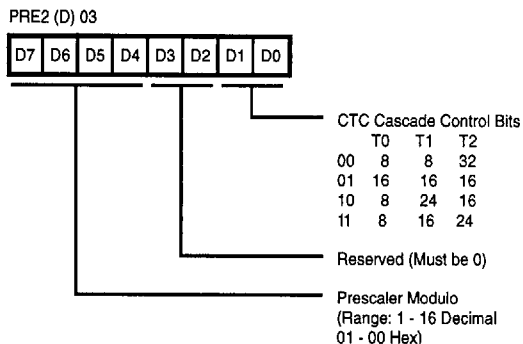 PRE2 (D) 03
D7 D6 D5 D4 D3 D2 D1 D0
CTC Cascade Control Bits
T0 T1 T2
00 8 8 32
01 16 16 16
10 8 24 16
11 8 16 24
Reserved (Must be 0)
Prescaler Modulo
(Range: 1 - 16 Decimal
01 - 00 Hex)